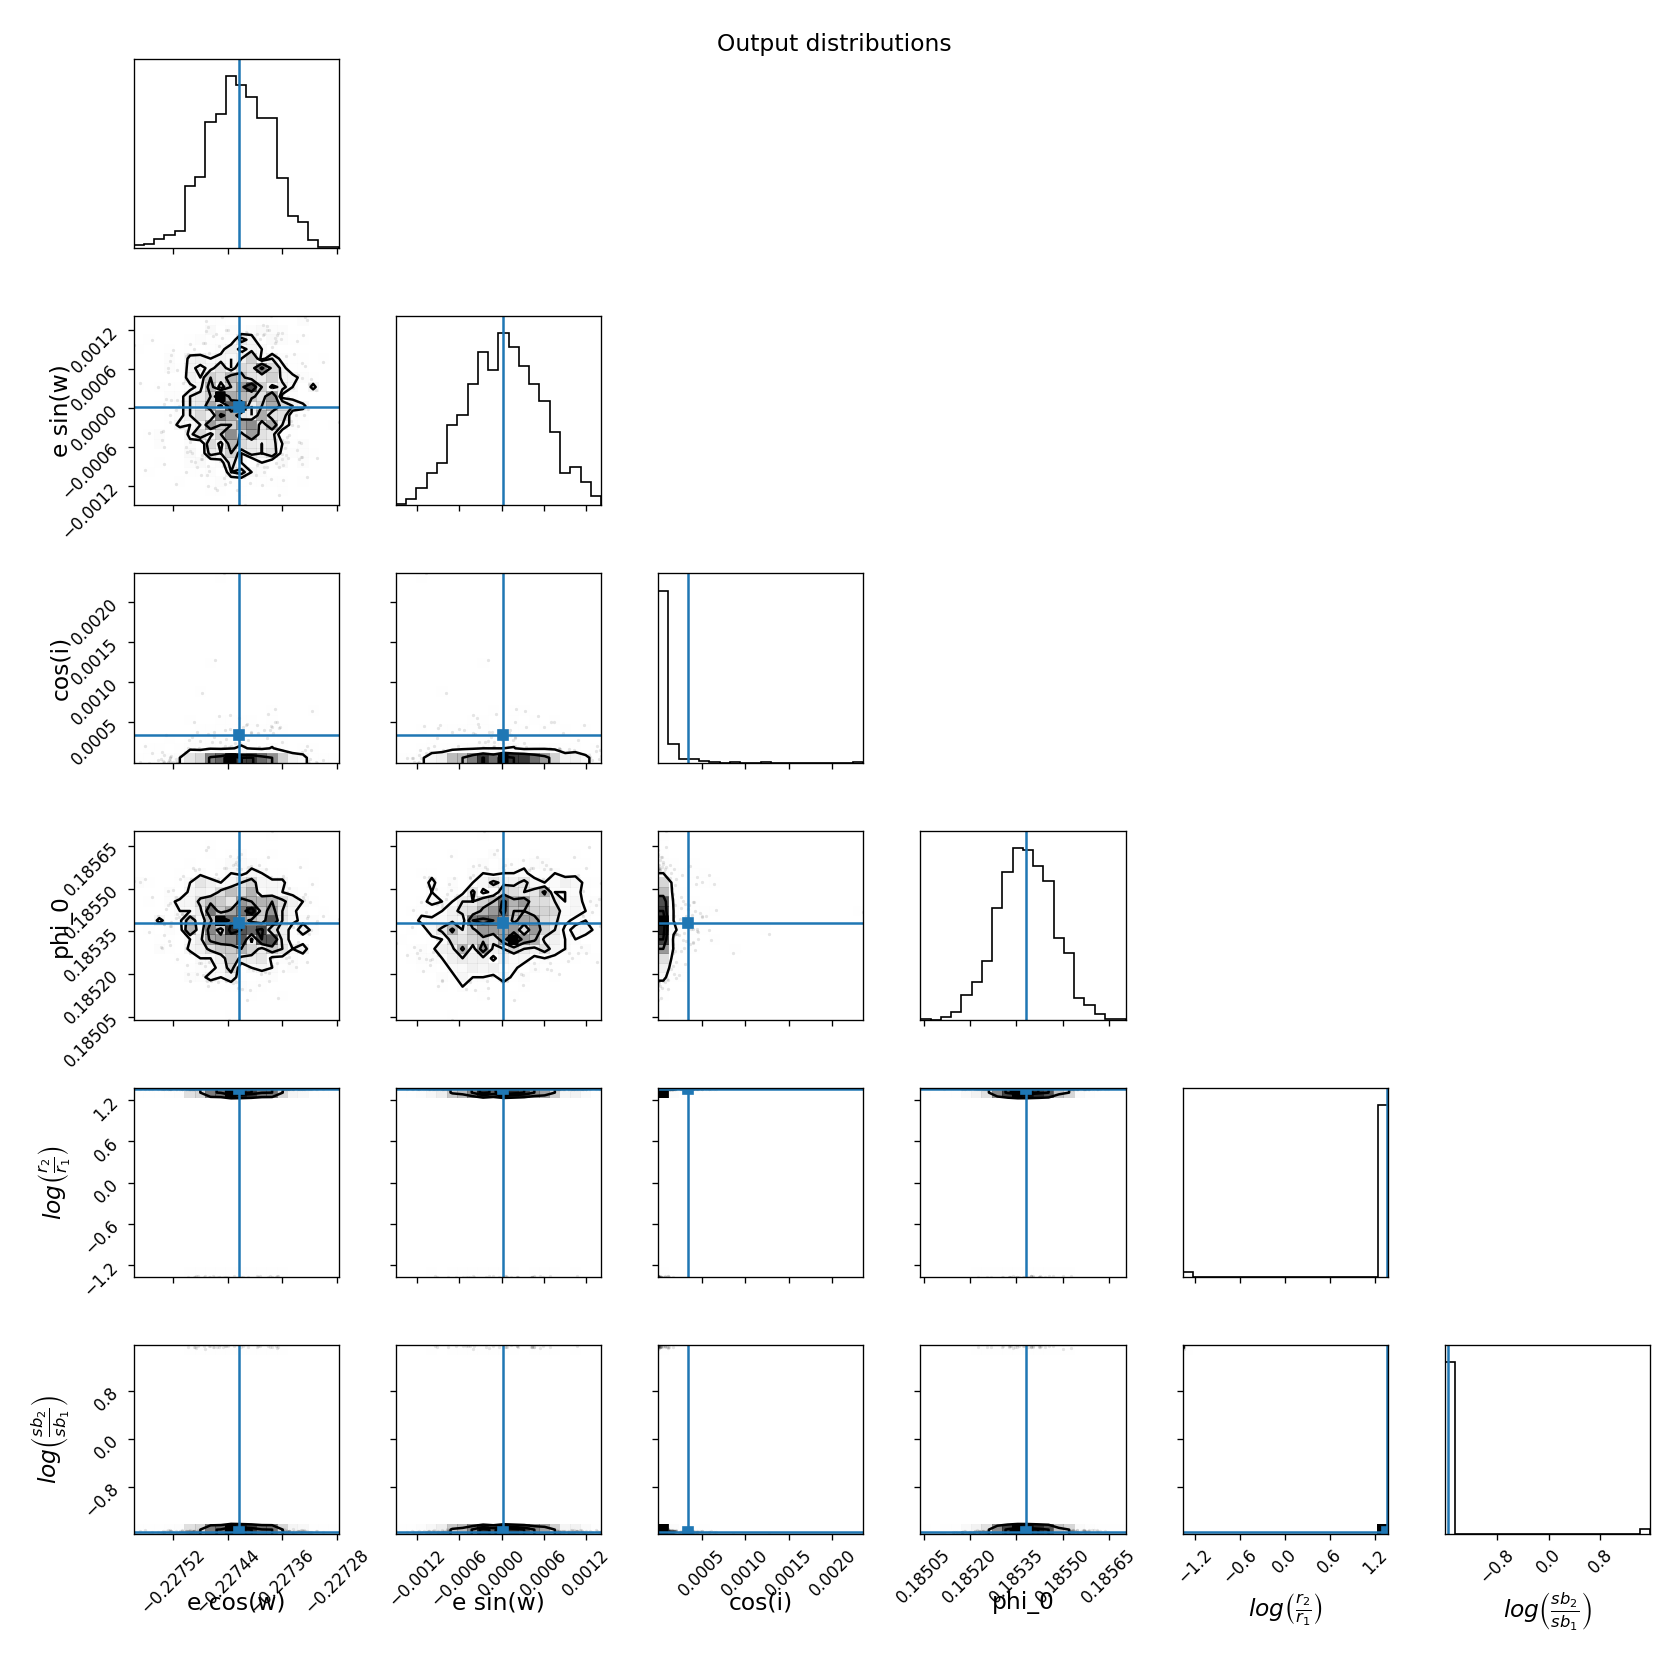 Output distributions
e sin(w)
0.0012
0.0006
0.0000
−0.0006
−0.0012
cos(i)
0.0020
0.0015
0.0010
0.0005
phi_0
0.18565
0.18550
0.18535
0.18520
0.18505
log(r2/r1)
1.2
0.6
0.0
−0.6
−1.2
log(sb2/sb1)
0.8
0.0
−0.8
−0.22752 −0.22744 −0.22736 −0.22728
−0.0012 −0.0006 −0.0000 0.0006 0.0012
0.0005 0.0010 0.0015 0.0020
0.18505 0.18520 0.18535 0.18550 0.18565
−1.2 −0.6 0.0 0.6 1.2
−0.8 0.0 0.8
e cos(w)
e sin(w)
cos(i)
phi_0
log(r2/r1)
log(sb2/sb1)